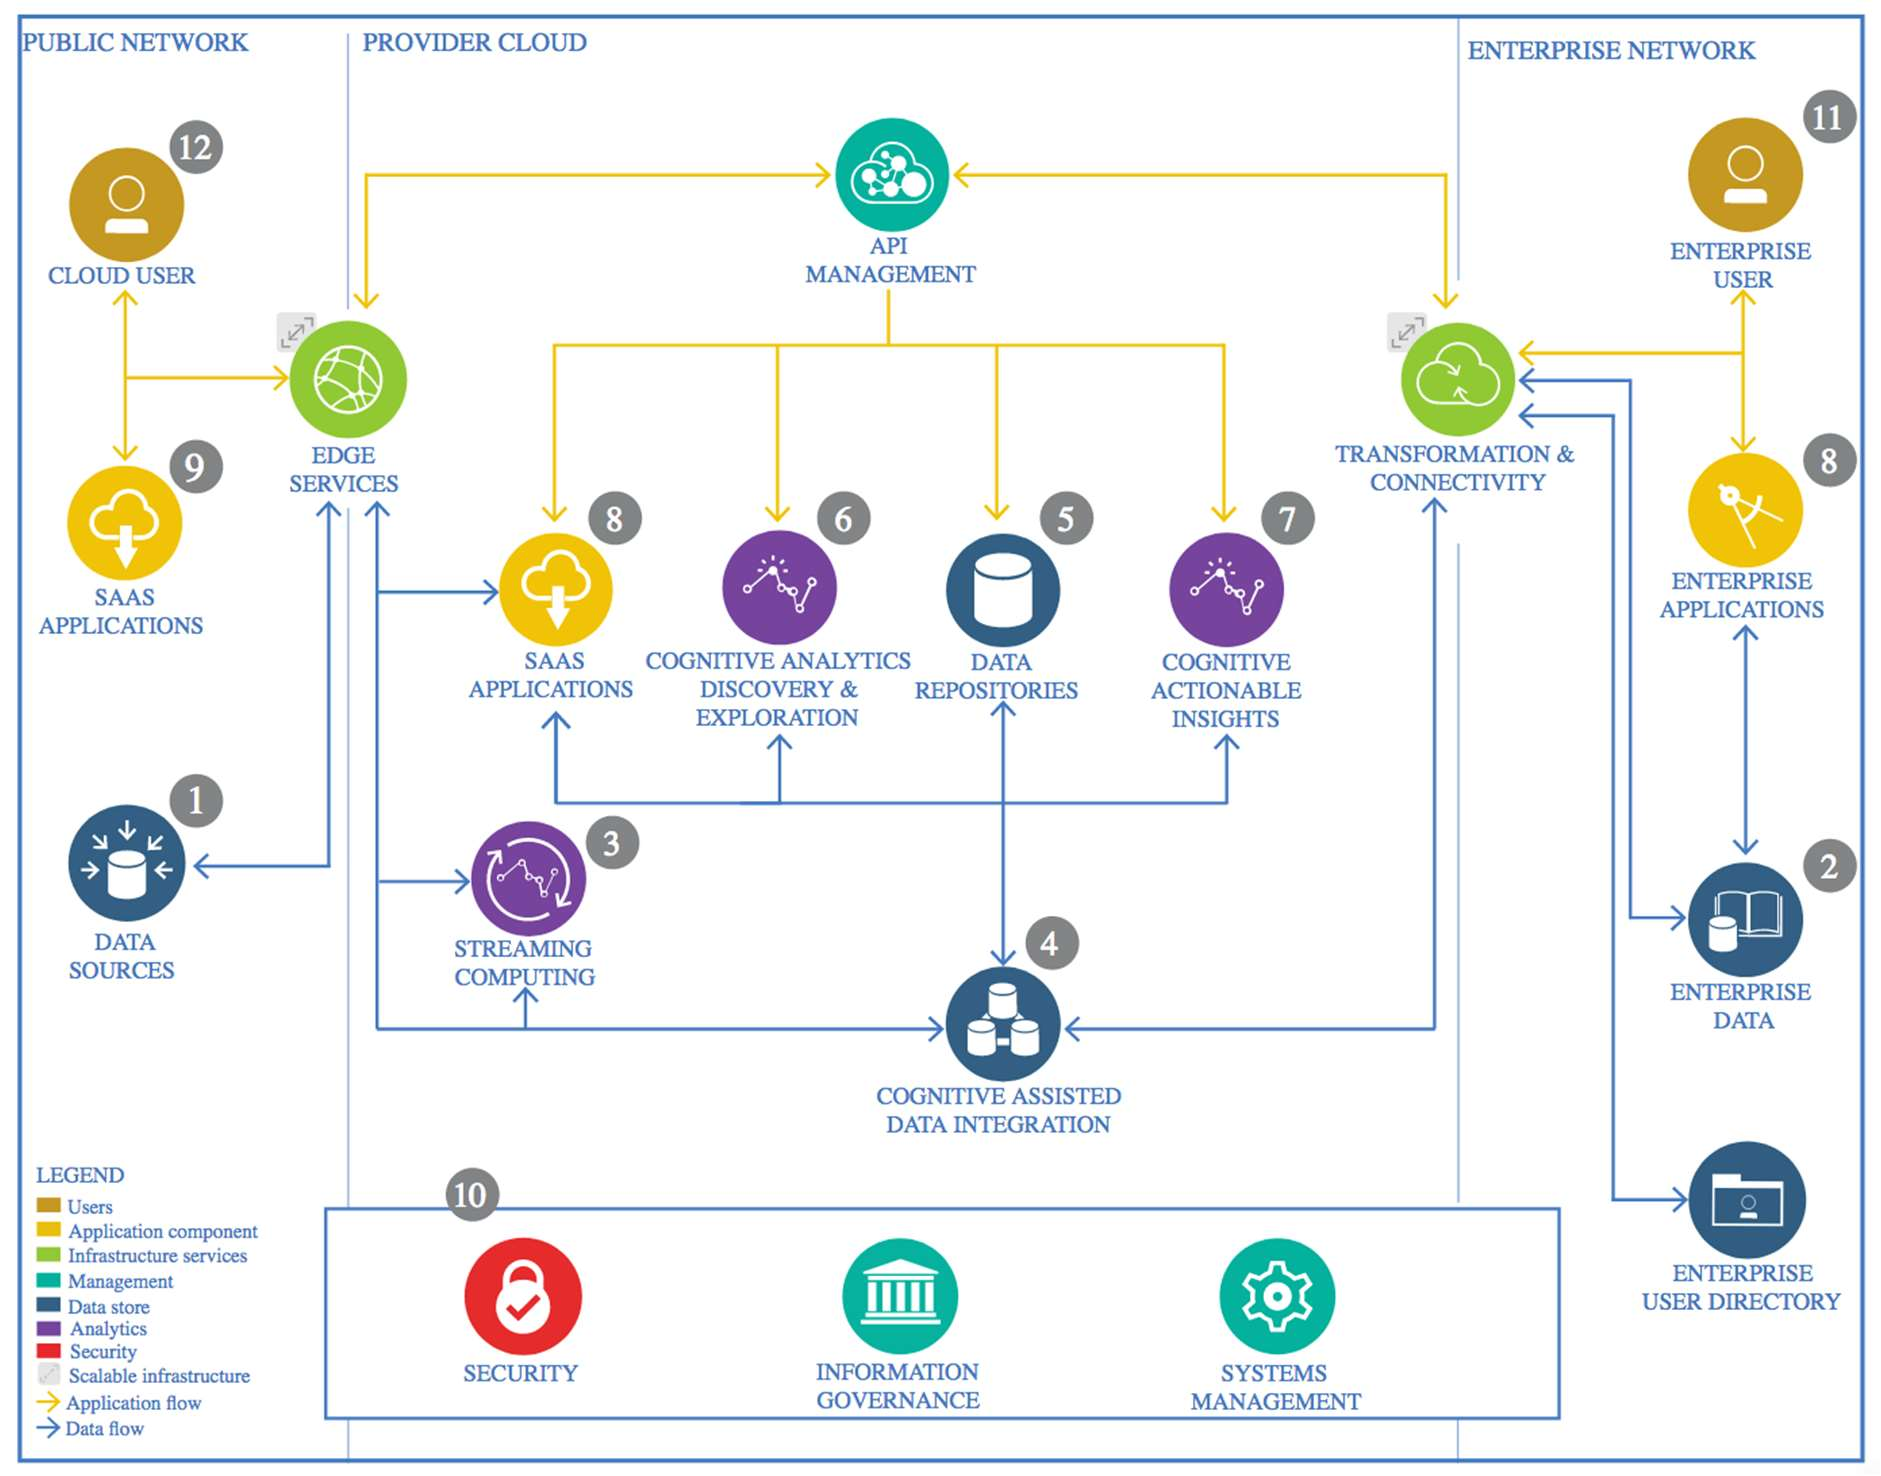 PUBLIC NETWORK
PROVIDER CLOUD
ENTERPRISE NETWORK
12
CLOUD USER
API
MANAGEMENT
11
ENTERPRISE
USER
EDGE
SERVICES
TRANSFORMATION &
CONNECTIVITY
9
SAAS
APPLICATIONS
8
SAAS
APPLICATIONS
6
COGNITIVE ANALYTICS
DISCOVERY &
EXPLORATION
5
DATA
REPOSITORIES
7
COGNITIVE
ACTIONABLE
INSIGHTS
8
ENTERPRISE
APPLICATIONS
1
DATA
SOURCES
3
STREAMING
COMPUTING
4
COGNITIVE ASSISTED
DATA INTEGRATION
2
ENTERPRISE
DATA
ENTERPRISE
USER DIRECTORY
LEGEND
Users
Application component
Infrastructure services
Management
Data store
Analytics
Security
Scalable infrastructure
Application flow
Data flow
10
SECURITY
INFORMATION
GOVERNANCE
SYSTEMS
MANAGEMENT